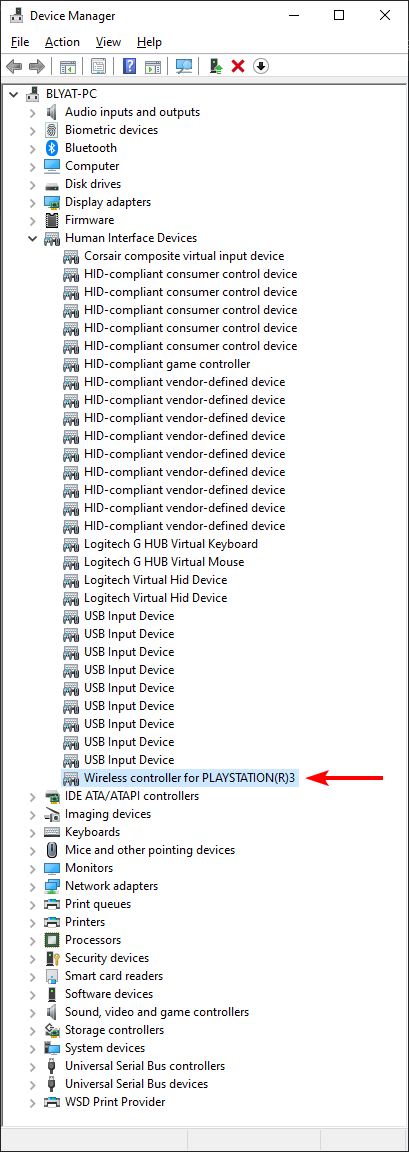 Device Manager
File Action View Help
BLYAT-PC
Audio inputs and outputs
Biometric devices
Bluetooth
Computer
Disk drives
Display adapters
Firmware
Human Interface Devices
Corsair composite virtual input device
HID-compliant consumer control device
HID-compliant consumer control device
HID-compliant consumer control device
HID-compliant consumer control device
HID-compliant consumer control device
HID-compliant game controller
HID-compliant vendor-defined device
HID-compliant vendor-defined device
HID-compliant vendor-defined device
HID-compliant vendor-defined device
HID-compliant vendor-defined device
HID-compliant vendor-defined device
HID-compliant vendor-defined device
HID-compliant vendor-defined device
HID-compliant vendor-defined device
Logitech G HUB Virtual Keyboard
Logitech G HUB Virtual Mouse
Logitech Virtual Hid Device
Logitech Virtual Hid Device
USB Input Device
USB Input Device
USB Input Device
USB Input Device
USB Input Device
USB Input Device
USB Input Device
USB Input Device
USB Input Device
Wireless controller for PLAYSTATION(R)3
IDE ATA/ATAPI controllers
Imaging devices
Keyboards
Mice and other pointing devices
Monitors
Network adapters
Print queues
Printers
Processors
Security devices
Smart card readers
Software devices
Sound, video and game controllers
Storage controllers
System devices
Universal Serial Bus controllers
Universal Serial Bus devices
WSD Print Provider